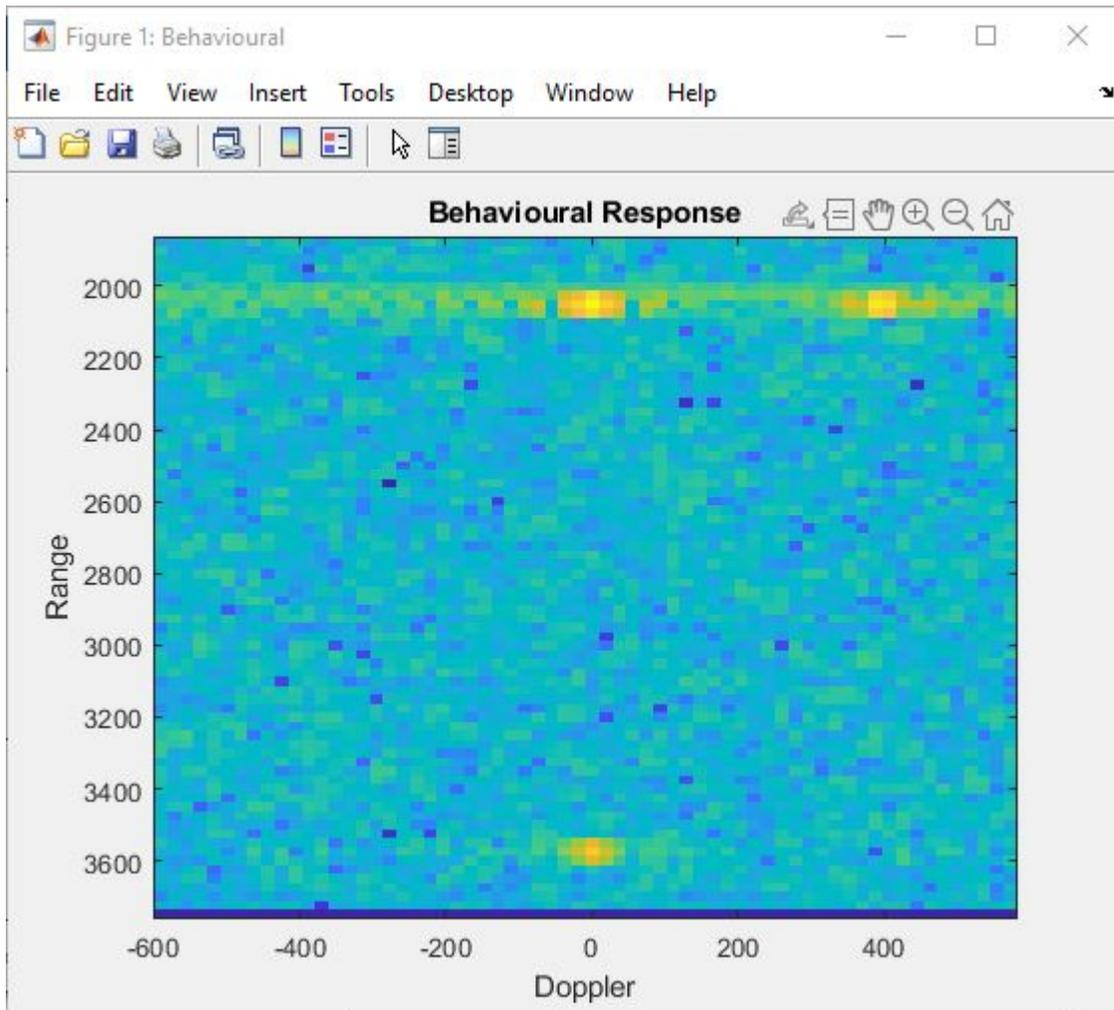 Figure 1: Behavioural
File Edit View Insert Tools Desktop Window Help
Behavioural Response
2000
2200
2400
2600
2800
3000
3200
3400
3600
Range
-600 -400 -200 0 200 400
Doppler